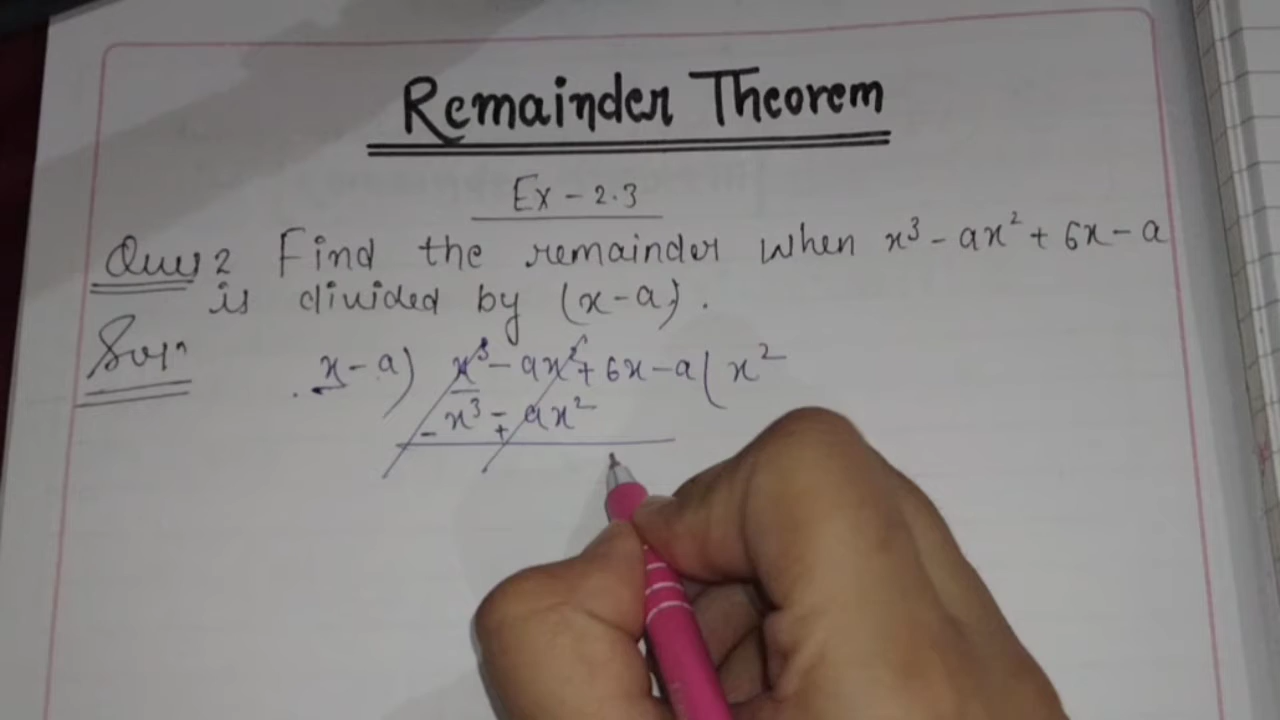 Remainder Theorem
Ex - 2.3
Ques 2 Find the remainder when x³ - ax² + 6x - a
is divided by (x-a).
Solⁿ
x-a) x³ - ax² + 6x - a ( x²
x³ - ax²
- +